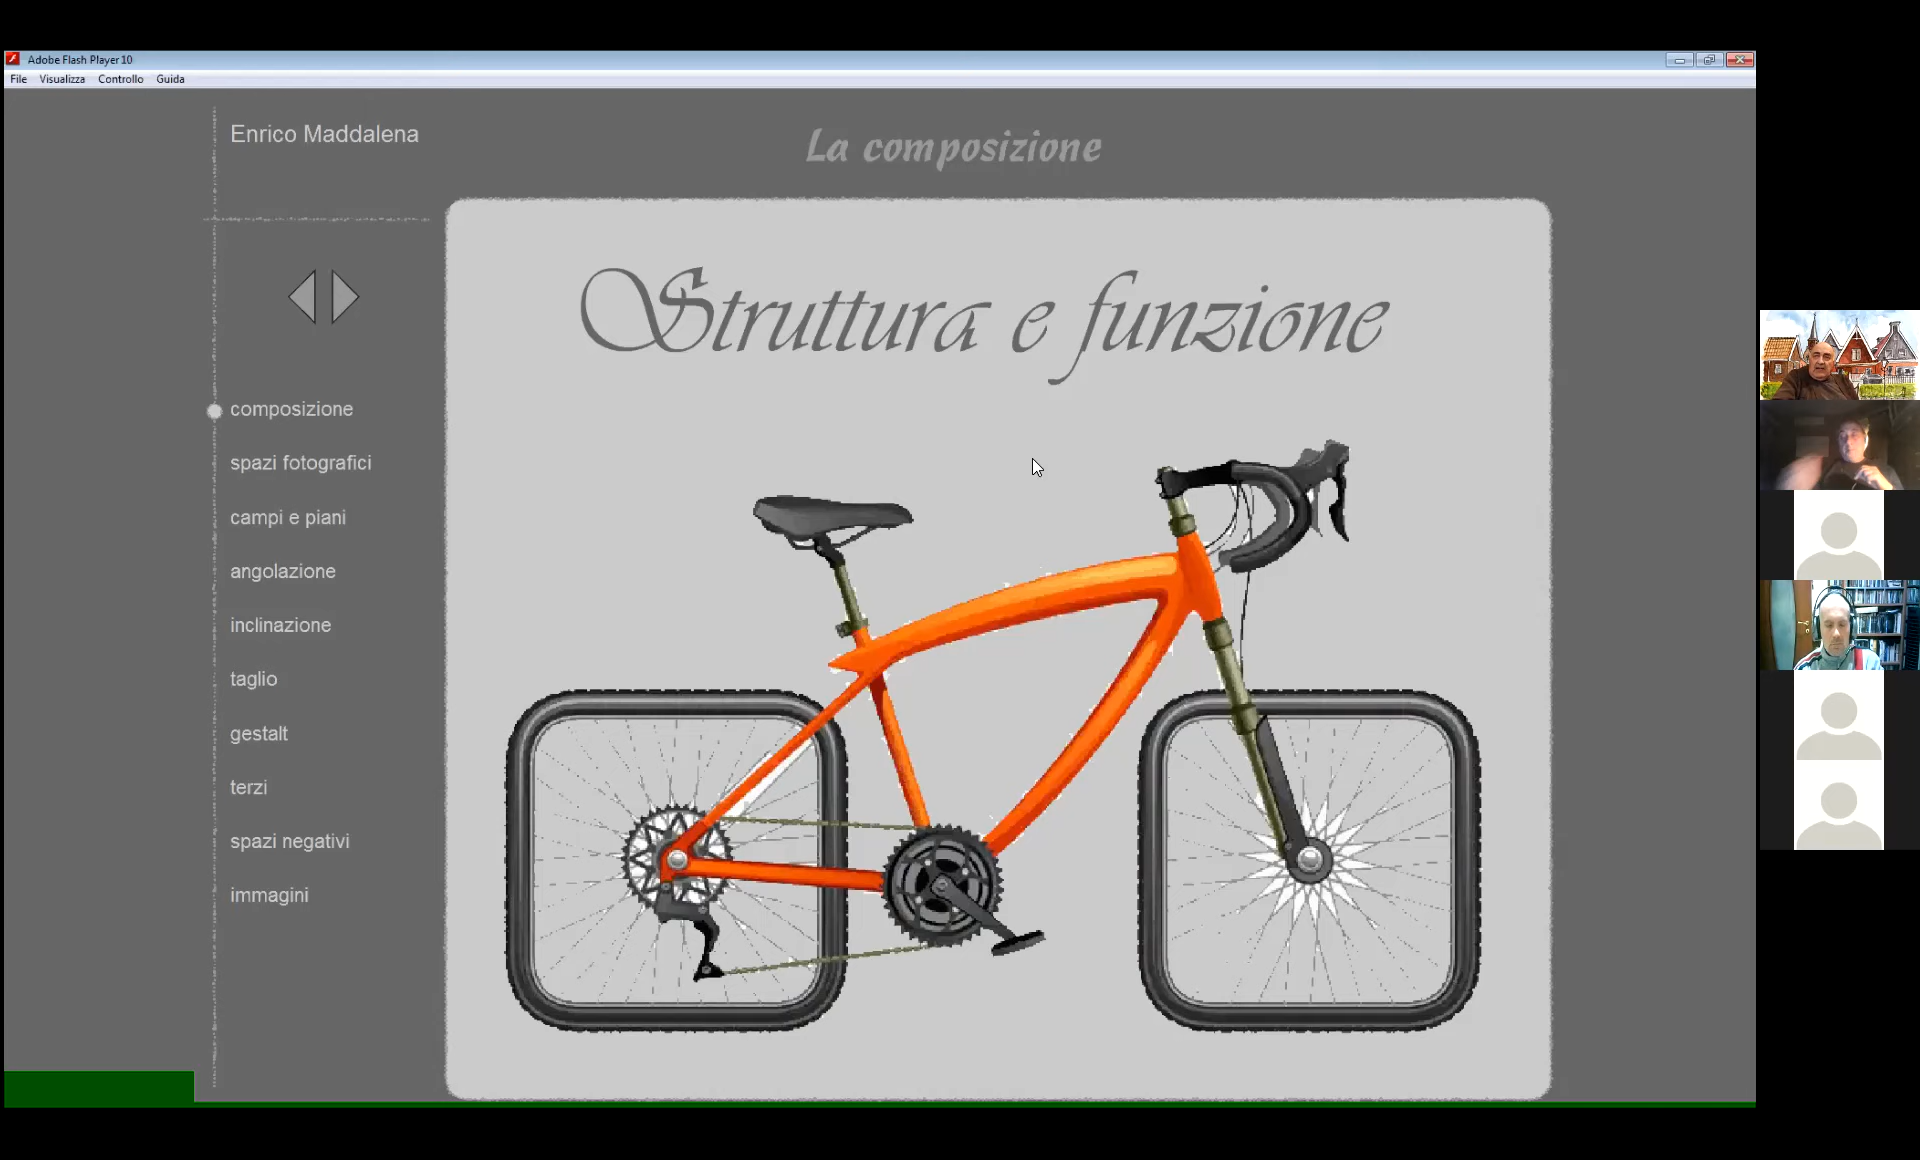 Adobe Flash Player 10
File Visualizza Controllo Guida
Enrico Maddalena
La composizione
Struttura e funzione
composizione
spazi fotografici
campi e piani
angolazione
inclinazione
taglio
gestalt
terzi
spazi negativi
immagini